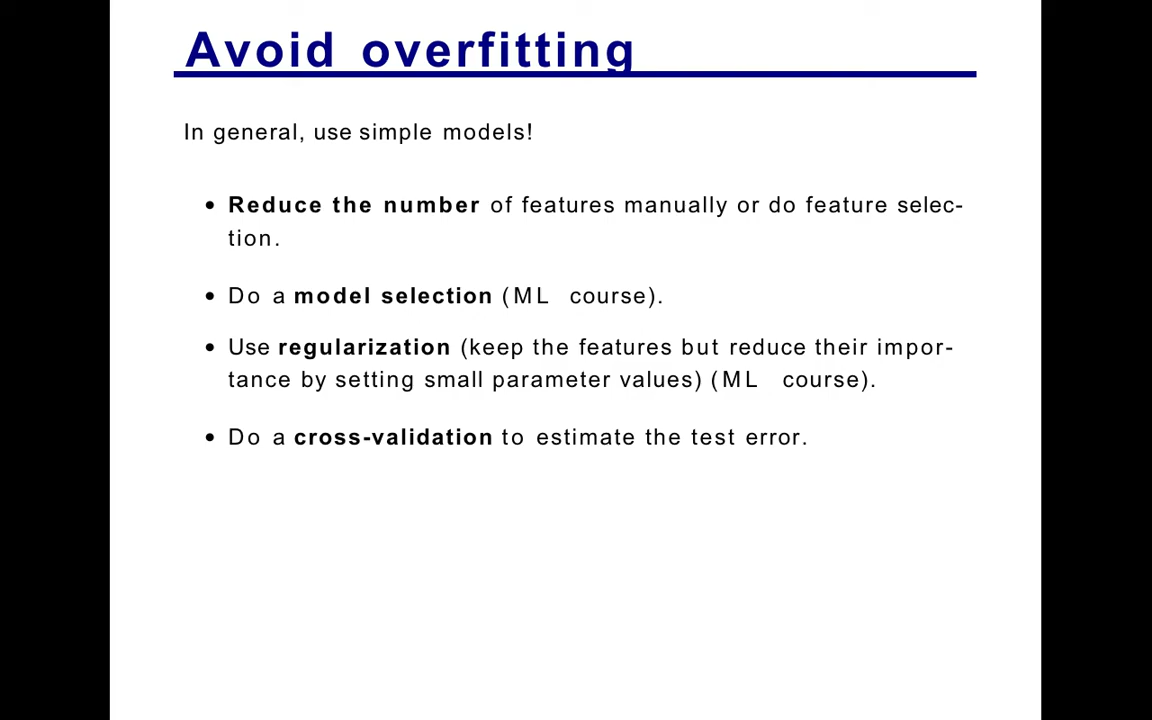 Avoid overfitting
In general, use simple models!
• Reduce the number of features manually or do feature selec-
tion.
• Do a model selection (ML course).
• Use regularization (keep the features but reduce their impor-
tance by setting small parameter values) (ML course).
• Do a cross-validation to estimate the test error.